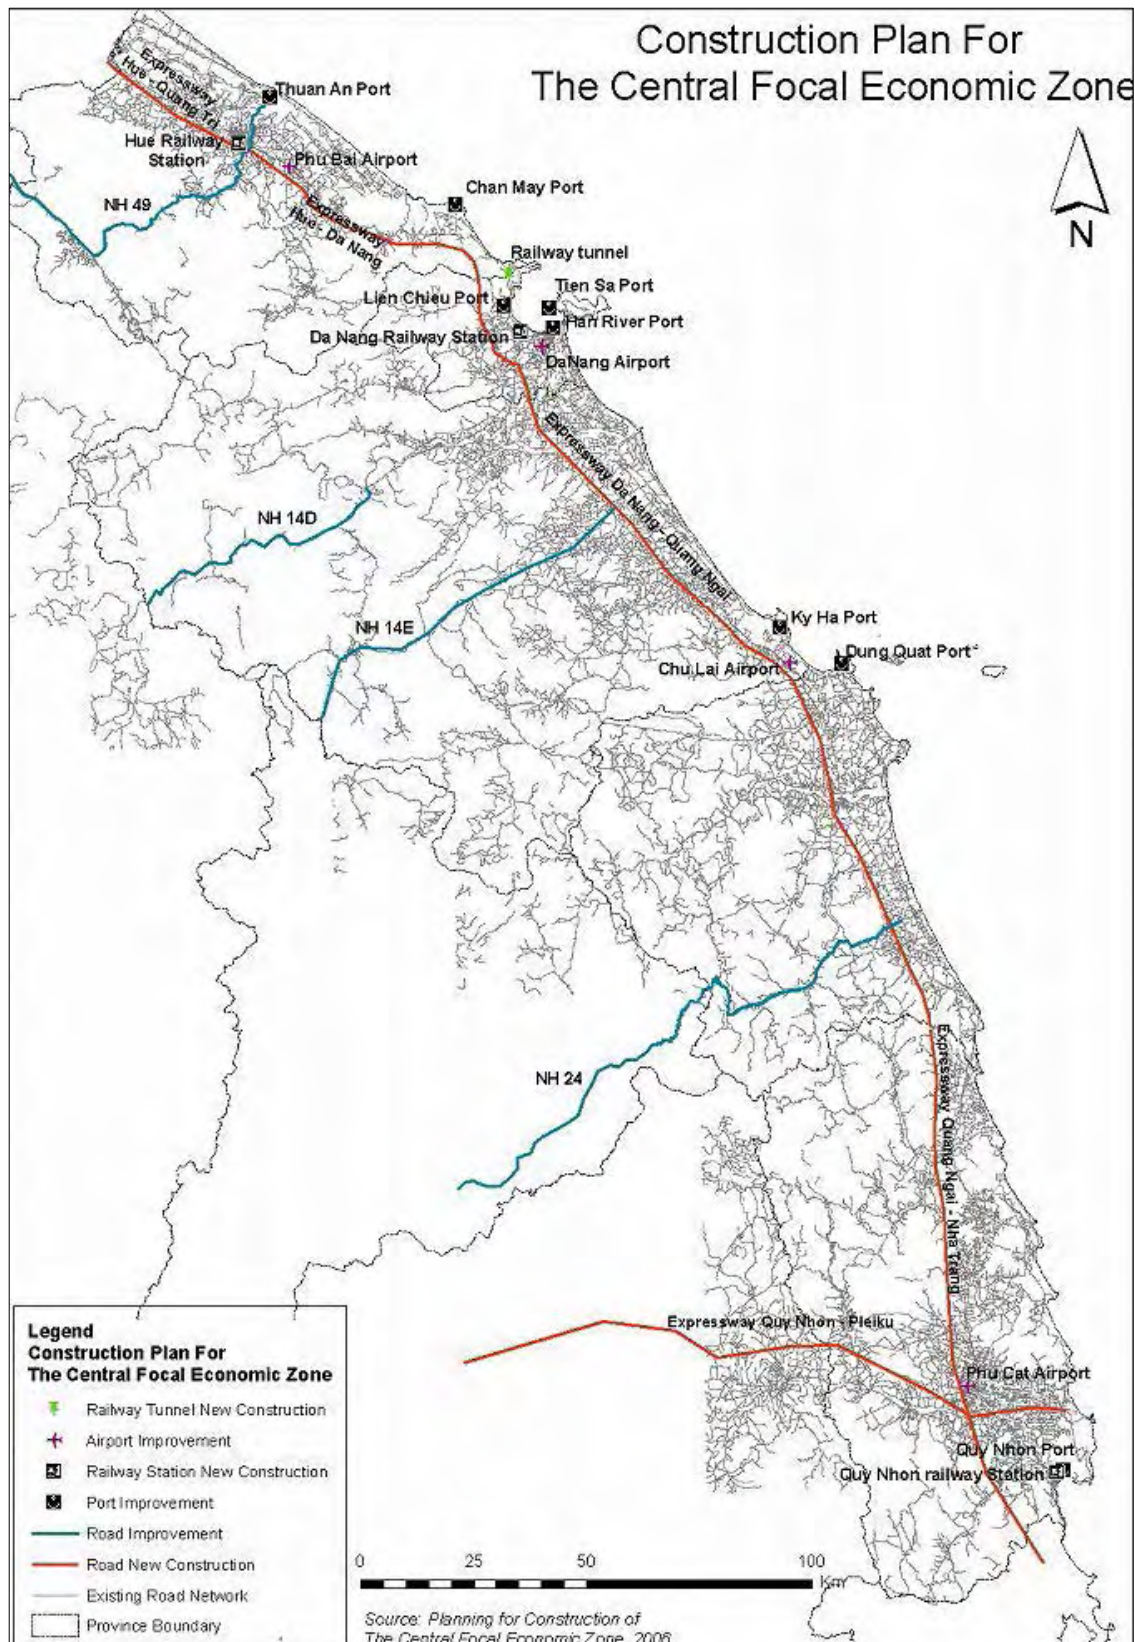 Construction Plan For
The Central Focal Economic Zone
Expressway
Hue - Quang Tri
Thuan An Port
Hue Railway
Station
Phu Bai Airport
Chan May Port
NH 49
Expressway
Hue - Da Nang
Railway tunnel
Lien Chieu Port
Tien Sa Port
Han River Port
Da Nang Railway Station
DaNang Airport
Expressway Da Nang - Quang Ngai
NH 14D
NH 14E
Ky Ha Port
Dung Quat Port
Chu Lai Airport
NH 24
Expressway Quang Ngai - Nha Trang
Expressway Quy Nhon - Pleiku
Phu Cat Airport
Quy Nhon Port
Quy Nhon railway Station
N
Legend
Construction Plan For
The Central Focal Economic Zone
Railway Tunnel New Construction
Airport Improvement
Railway Station New Construction
Port Improvement
Road Improvement
Road New Construction
Existing Road Network
Province Boundary
0 25 50 100
Km
Source: Planning for Construction of
The Central Focal Economic Zone, 2006